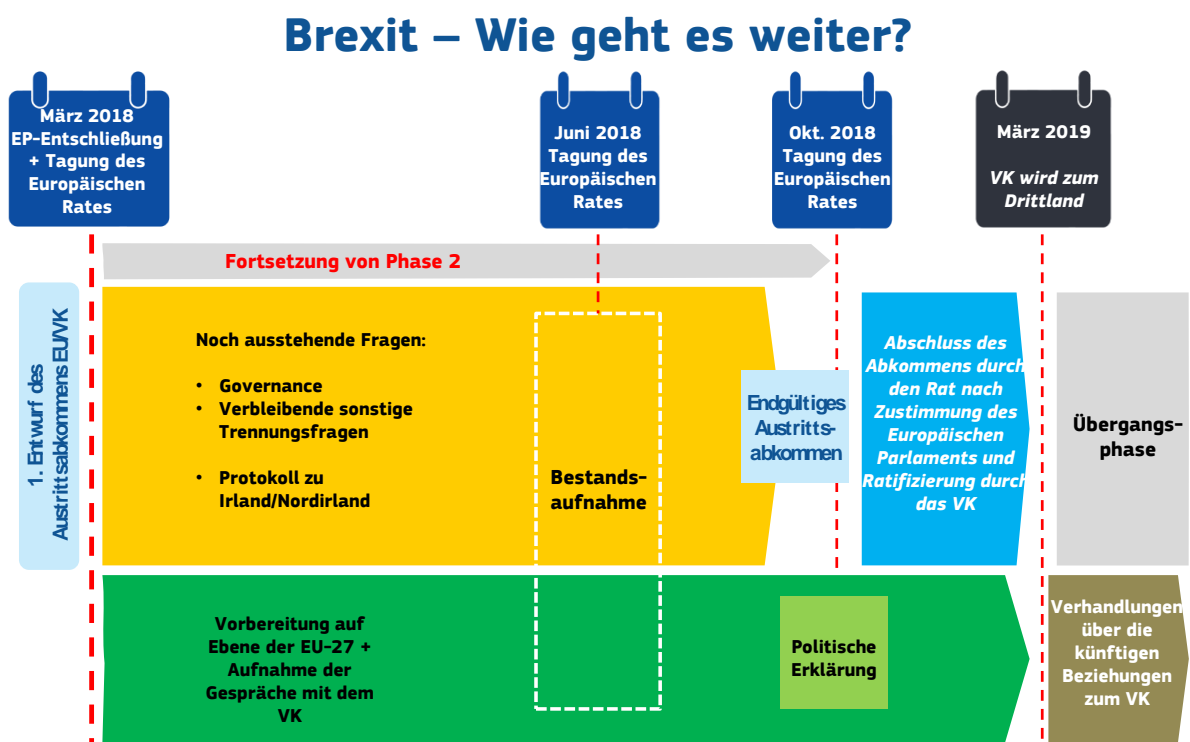 Brexit – Wie geht es weiter?
März 2018
EP-Entschließung
+ Tagung des
Europäischen
Rates
Juni 2018
Tagung des
Europäischen
Rates
Okt. 2018
Tagung des
Europäischen
Rates
März 2019
VK wird zum
Drittland
Fortsetzung von Phase 2
1. Entwurf des
Austrittsabkommens EU/VK
Noch ausstehende Fragen:
• Governance
• Verbleibende sonstige
Trennungsfragen
• Protokoll zu
Irland/Nordirland
Bestands-
aufnahme
Endgültiges
Austritts-
abkommen
Abschluss des
Abkommens durch
den Rat nach
Zustimmung des
Europäischen
Parlaments und
Ratifizierung durch
das VK
Übergangs-
phase
Vorbereitung auf
Ebene der EU-27 +
Aufnahme der
Gespräche mit dem
VK
Politische
Erklärung
Verhandlungen
über die
künftigen
Beziehungen
zum VK